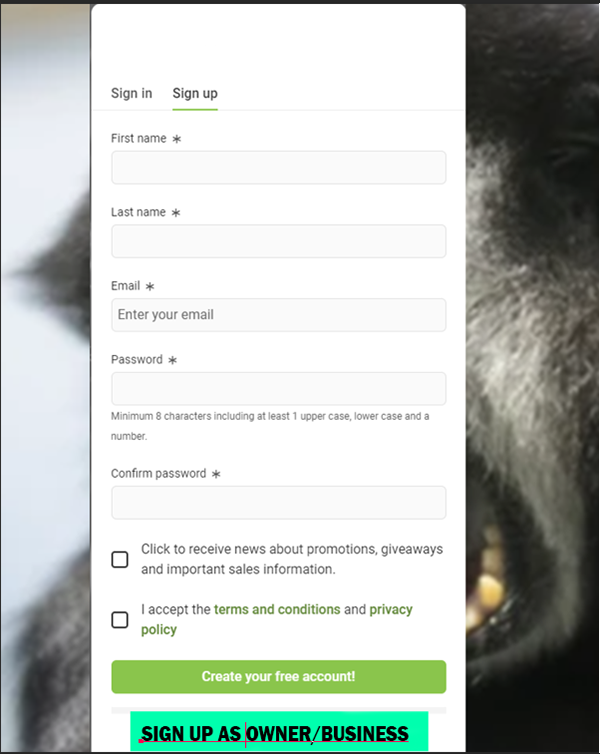 Sign in Sign up
First name *
Last name *
Email *
Enter your email
Password *
Minimum 8 characters including at least 1 upper case, lower case and a
number.
Confirm password *
Click to receive news about promotions, giveaways
and important sales information.
I accept the terms and conditions and privacy
policy
Create your free account!
SIGN UP AS OWNER/BUSINESS